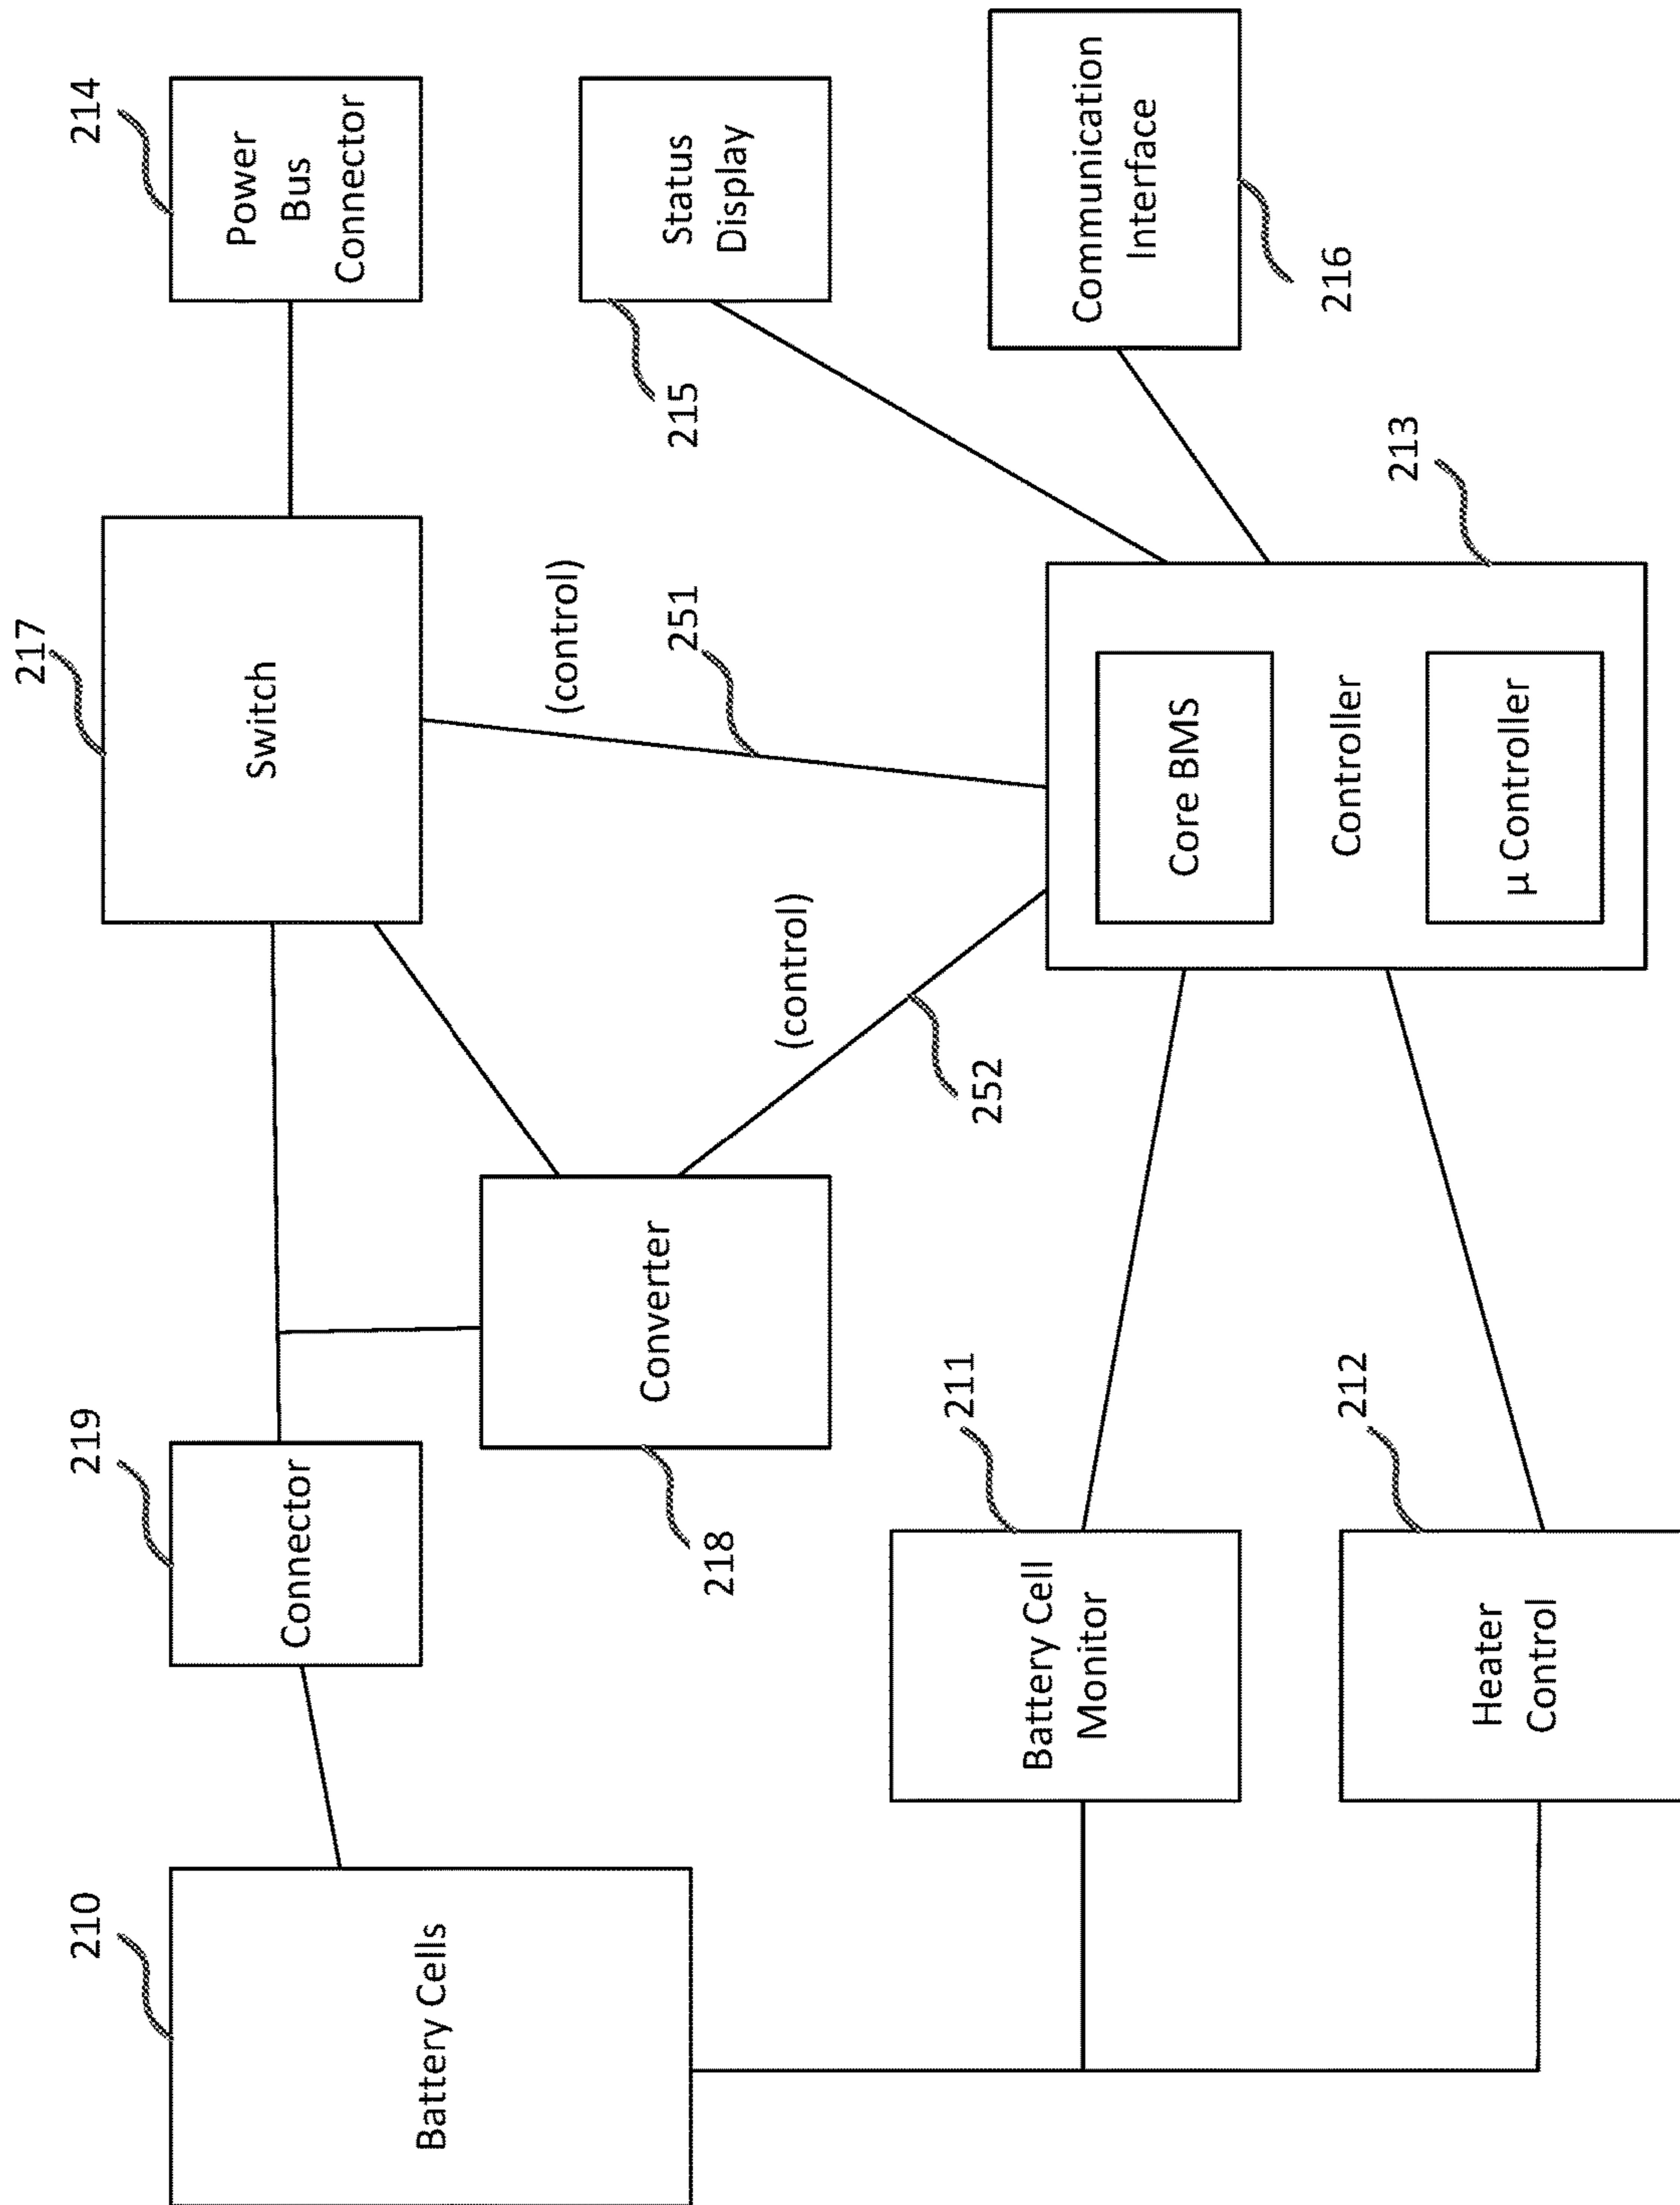 210
219
217
214
Battery Cells
Connector
Switch
Power
Bus
Connector
Converter
218
(control)
251
(control)
252
Status
Display
215
211
Battery Cell
Monitor
212
Heater
Control
213
Core BMS
Controller
µ Controller
Communication
Interface
216